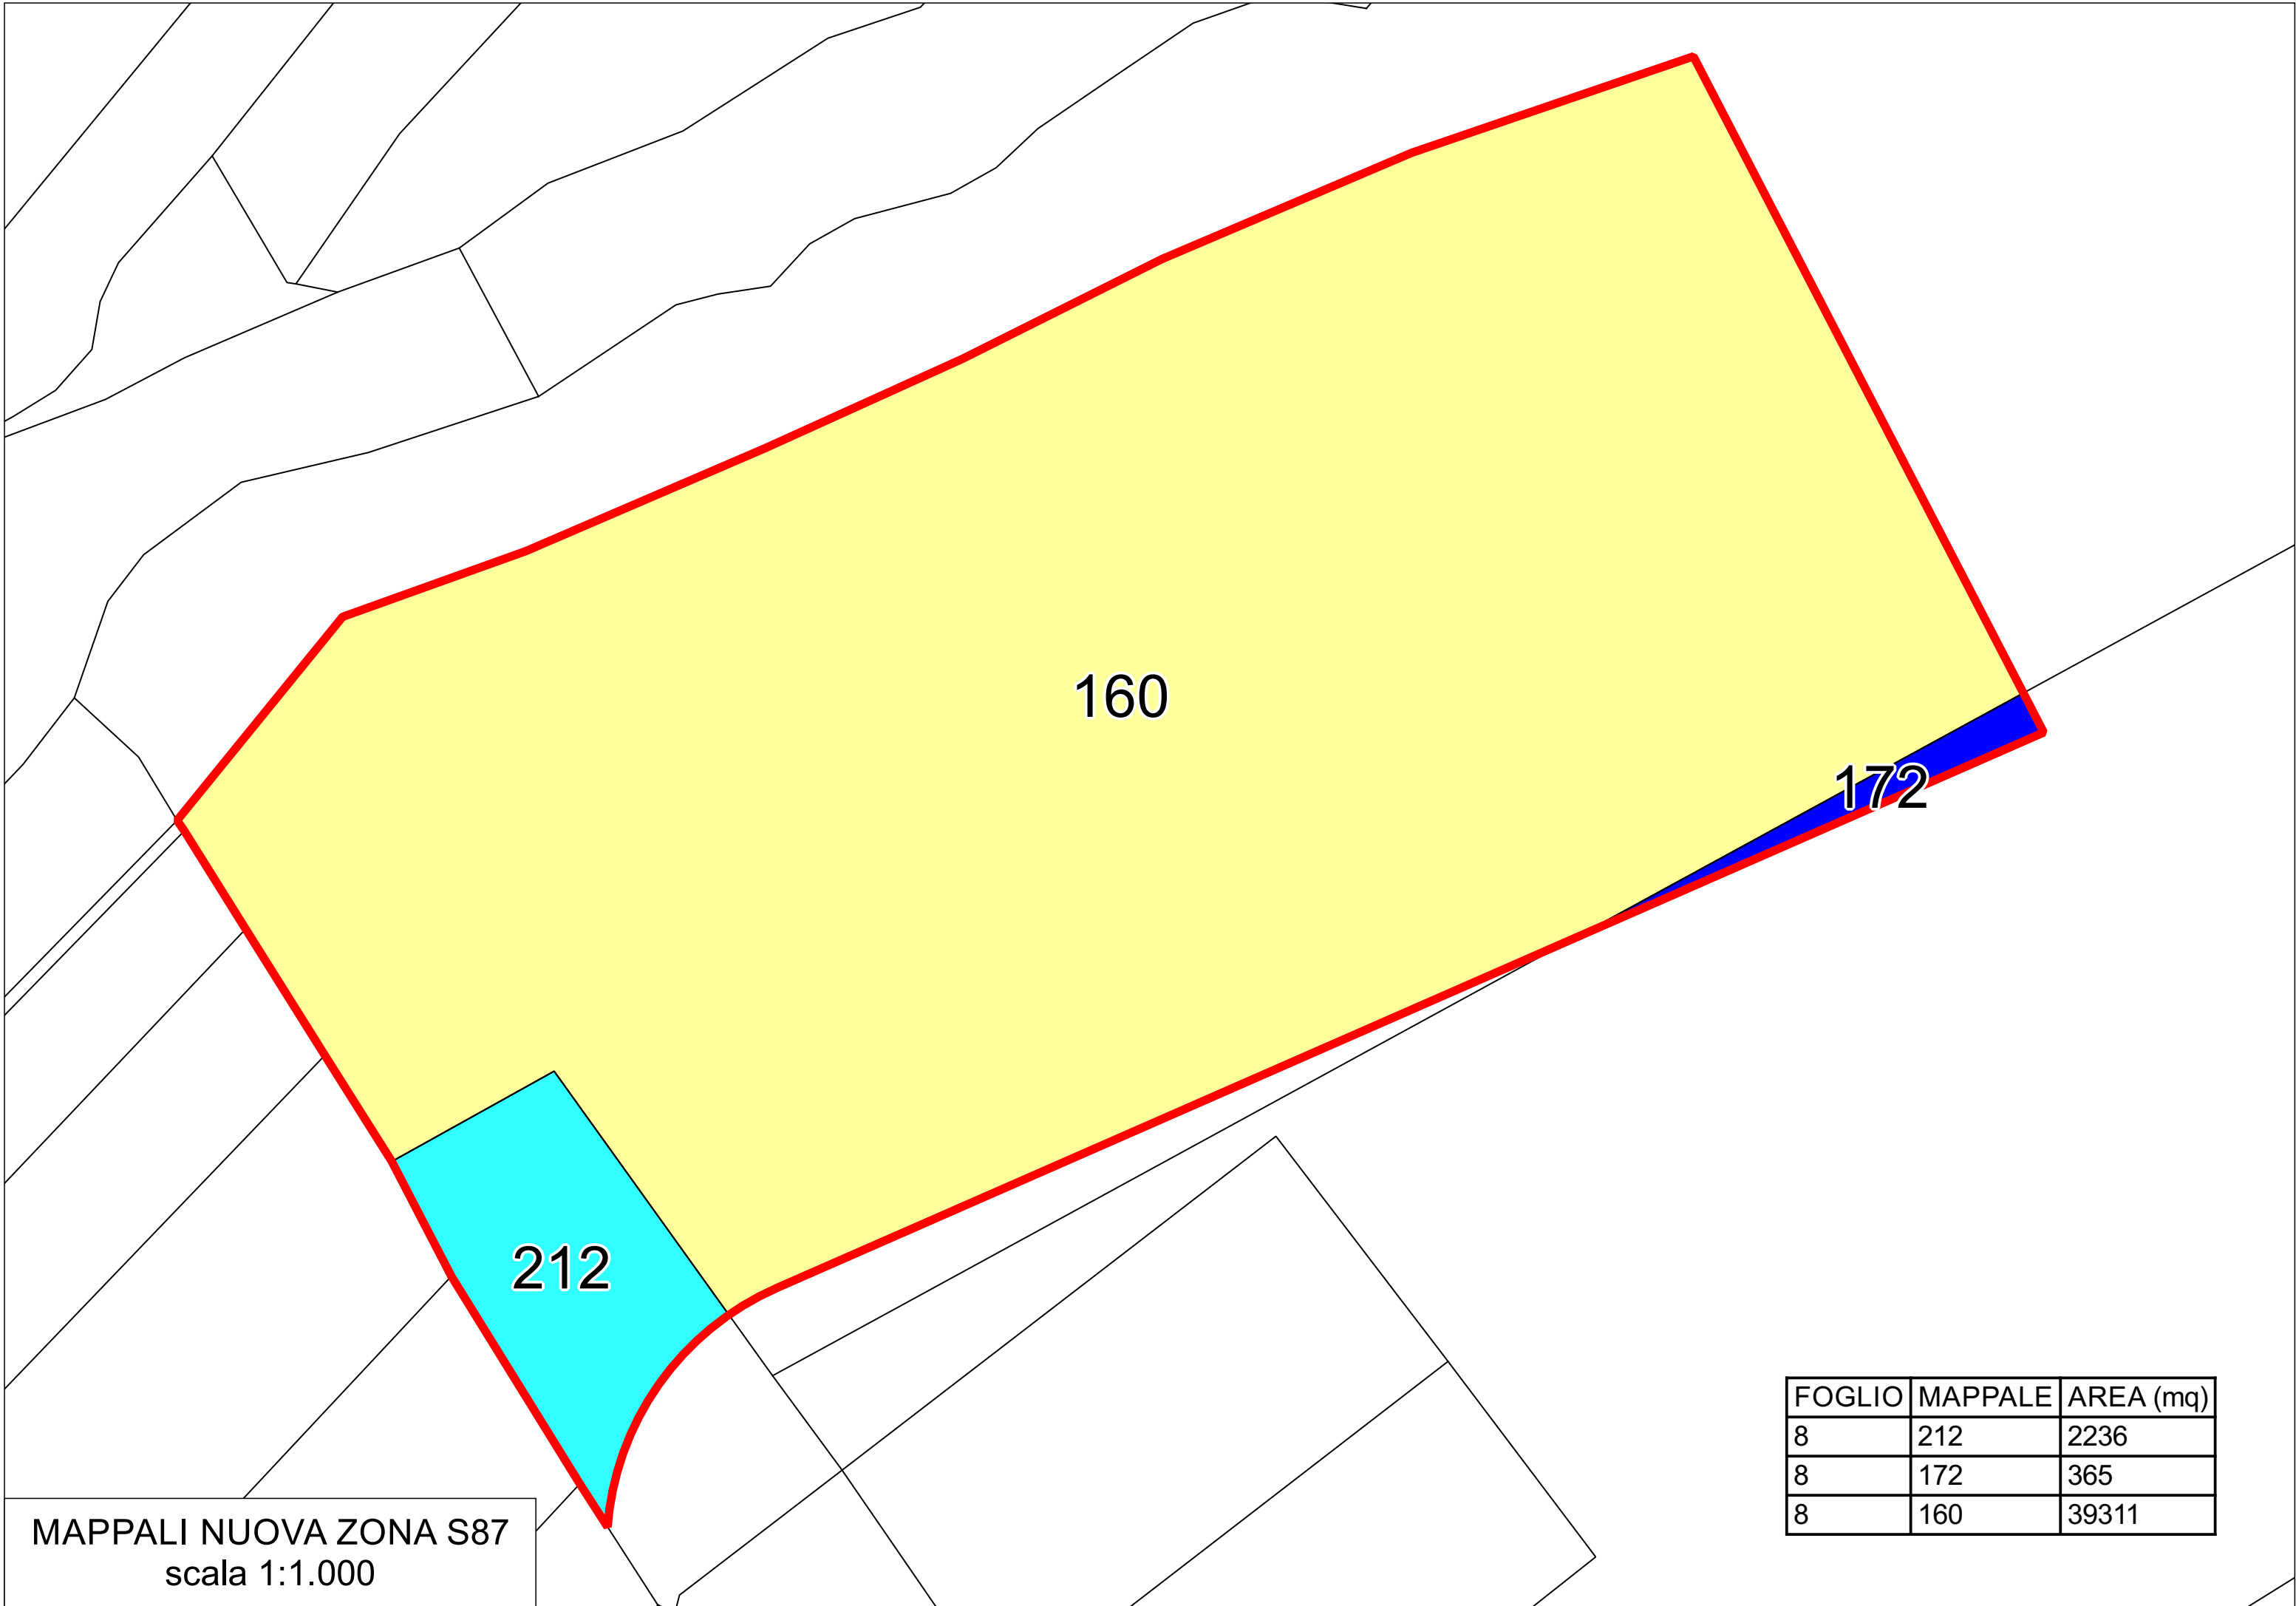 160
172
212
FOGLIO MAPPALE AREA (mq)
8 212 2236
8 172 365
8 160 39311
MAPPALI NUOVA ZONA S87
scala 1:1.000